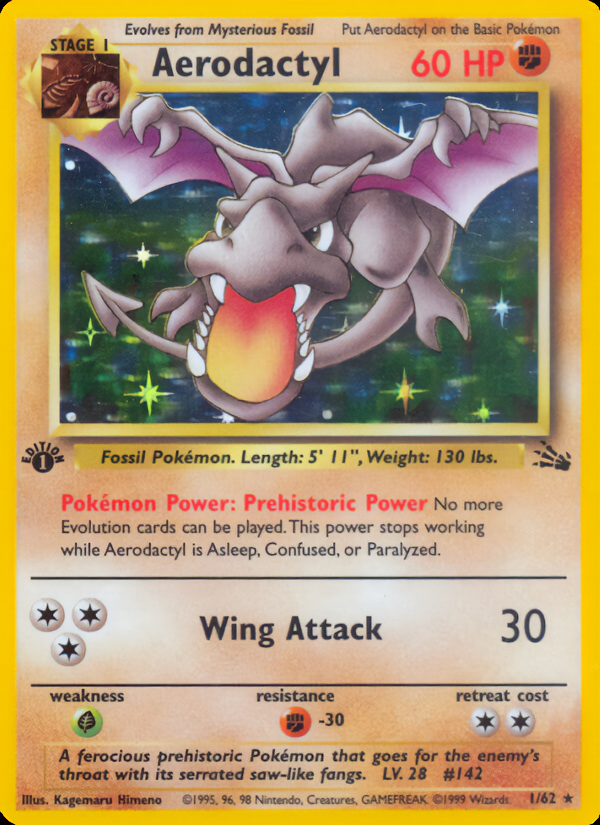 Evolves from Mysterious Fossil Put Aerodactyl on the Basic Pokémon
STAGE 1
Aerodactyl 60 HP
EDITION 1
Fossil Pokémon. Length: 5' 11", Weight: 130 lbs.
Pokémon Power: Prehistoric Power No more
Evolution cards can be played. This power stops working
while Aerodactyl is Asleep, Confused, or Paralyzed.
Wing Attack 30
weakness resistance retreat cost
-30
A ferocious prehistoric Pokémon that goes for the enemy's
throat with its serrated saw-like fangs. LV. 28 #142
Illus. Kagemaru Himeno ©1995, 96, 98 Nintendo, Creatures, GAMEFREAK. ©1999 Wizards. 1/62 ★